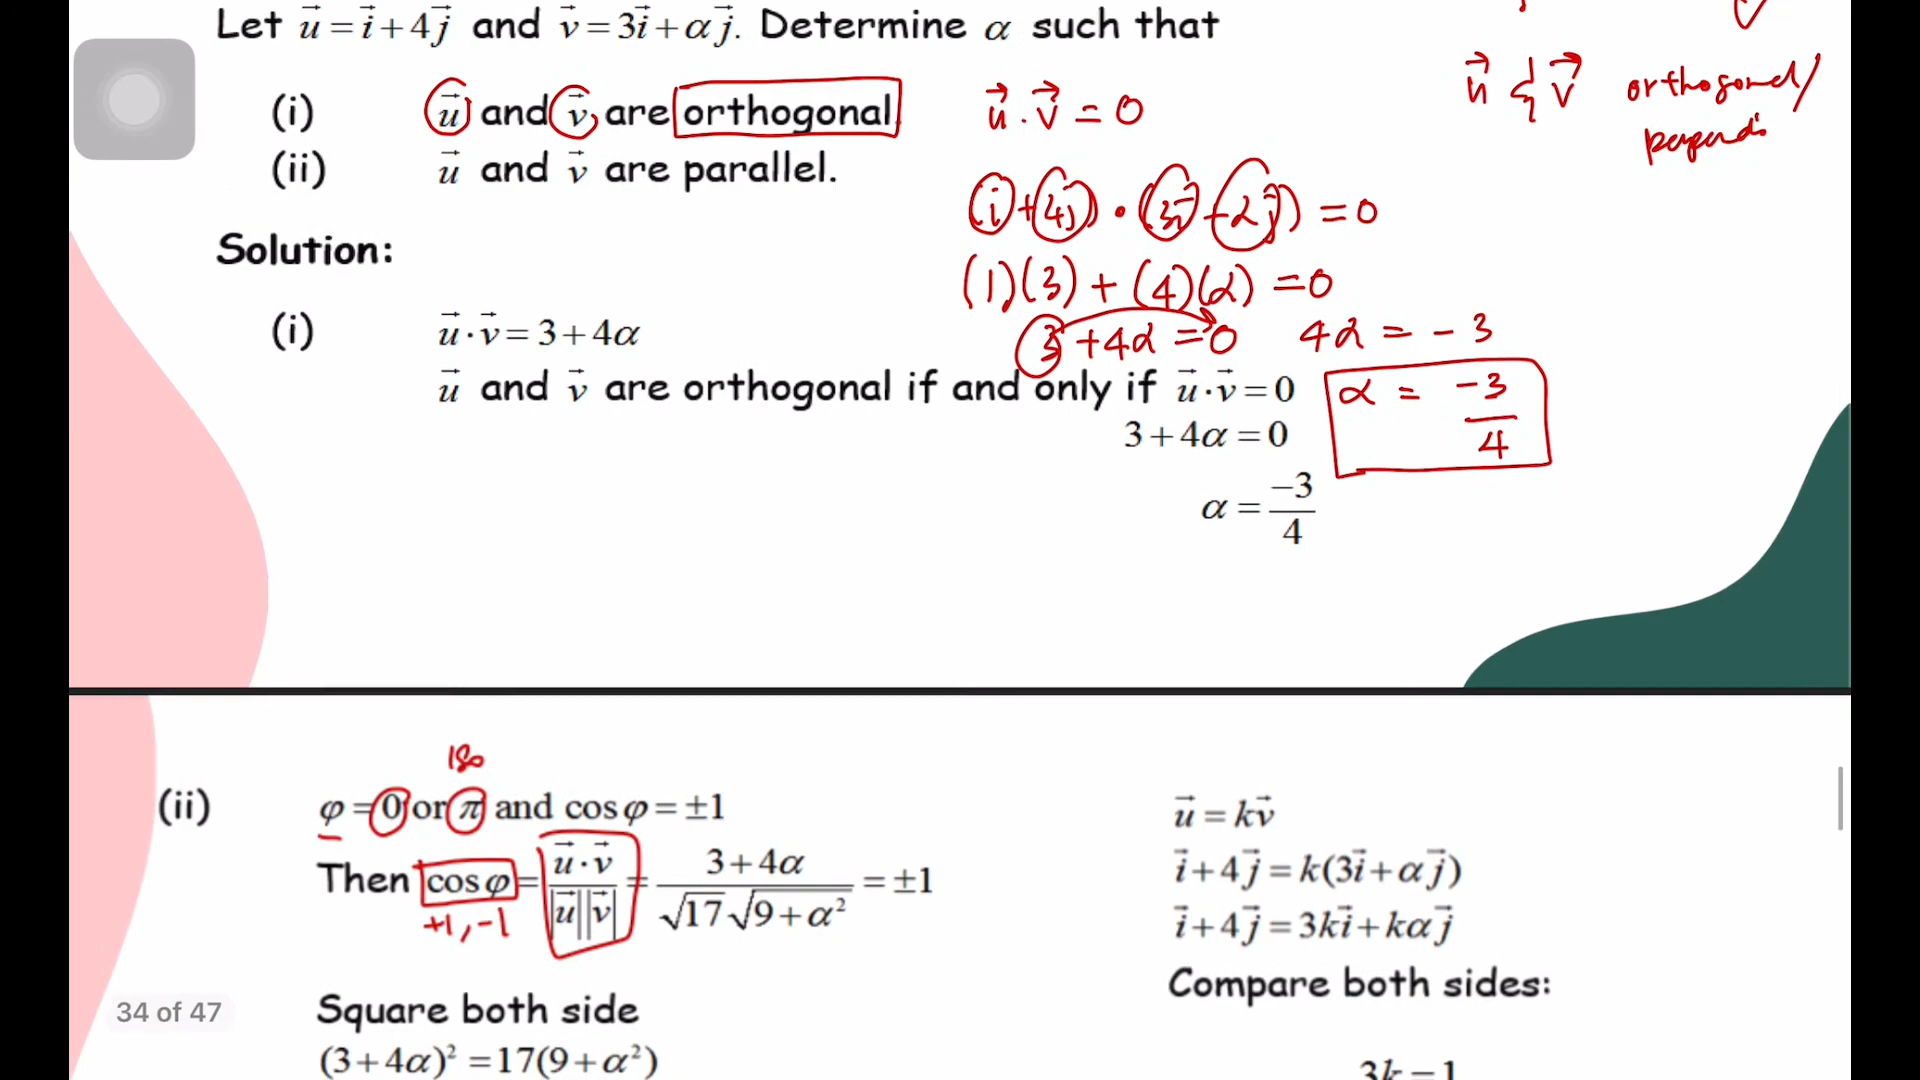 Let u⃗ = i⃗ + 4j⃗ and v⃗ = 3i⃗ + αj⃗. Determine α such that
(i) u⃗ and v⃗ are orthogonal
(ii) u⃗ and v⃗ are parallel.
u⃗ . v⃗ = 0
u⃗ & v⃗ orthogonal/
(i + 4j) • (3i + αj) = 0
(1)(3) + (4)(α) = 0
3 + 4α = 0 4α = -3
α = -3/4
Solution:
(i) u⃗ · v⃗ = 3 + 4α
u⃗ and v⃗ are orthogonal if and only if u⃗ · v⃗ = 0
3 + 4α = 0
α = -3/4
180
(ii) φ = 0 or π and cos φ = ±1
Then cos φ = u⃗ · v⃗ / |u⃗||v⃗| = 3 + 4α / √17 √9 + α² = ±1
+1, -1
Square both side
(3 + 4α)² = 17(9 + α²)
u⃗ = kv⃗
i⃗ + 4j⃗ = k(3i⃗ + αj⃗)
i⃗ + 4j⃗ = 3ki⃗ + kαj⃗
Compare both sides:
3k = 1
34 of 47